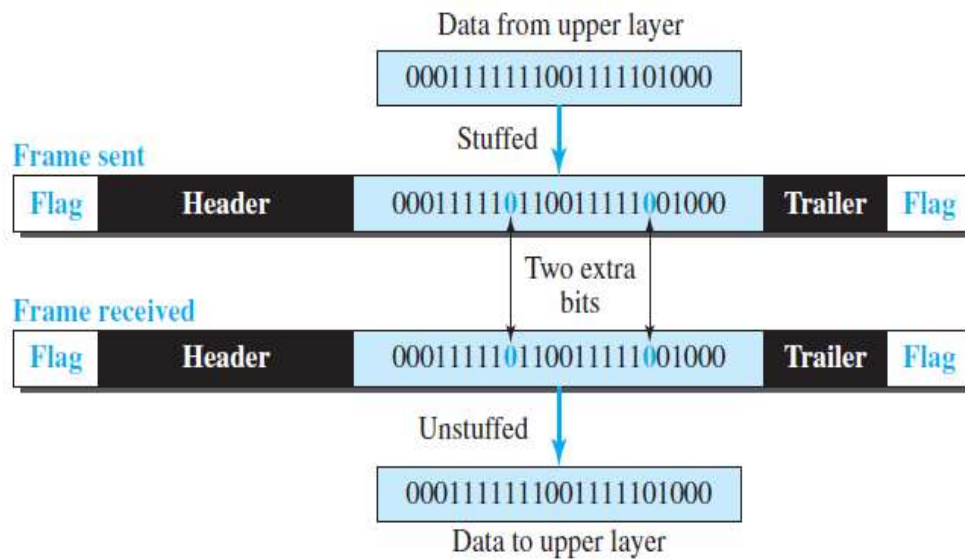 Data from upper layer
0001111111001111101000
Stuffed
Frame sent
Flag Header 000111110110011111001000 Trailer Flag
Two extra
bits
Frame received
Flag Header 000111110110011111001000 Trailer Flag
Unstuffed
0001111111001111101000
Data to upper layer